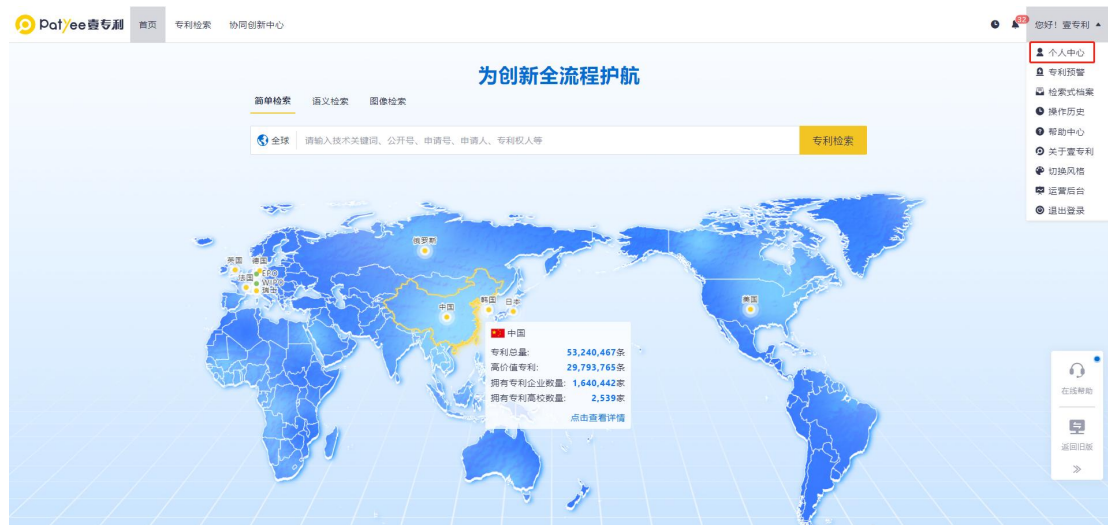 Patyee壹专利 首页 专利检索 协同创新中心 32 您好！壹专利
个人中心
专利预警
检索式档案
操作历史
帮助中心
关于壹专利
切换风格
运营后台
退出登录
为创新全流程护航
简单检索 语义检索 图像检索
全球 请输入技术关键词、公开号、申请号、申请人、专利权人等 专利检索
俄罗斯
英国 德国
法国 EPO
WIPO
瑞士
中国 韩国 日本
美国
中国
专利总量: 53,240,467条
高价值专利: 29,793,765条
拥有专利企业数量: 1,640,442家
拥有专利高校数量: 2,539家
点击查看详情
在线帮助
返回旧版